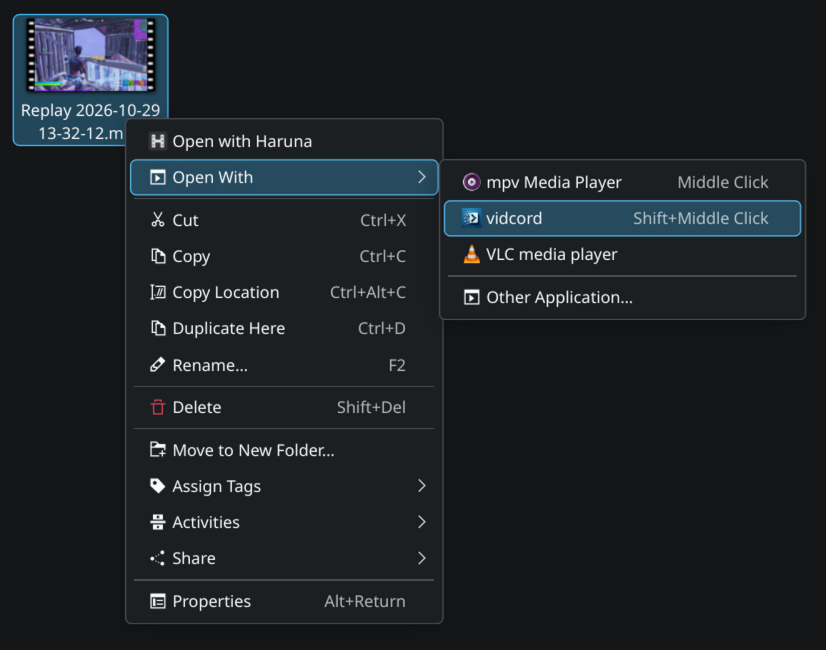 Replay 2026-10-29
13-32-12.m
Open with Haruna
Open With
Cut Ctrl+X
Copy Ctrl+C
Copy Location Ctrl+Alt+C
Duplicate Here Ctrl+D
Rename... F2
Delete Shift+Del
Move to New Folder...
Assign Tags
Activities
Share
Properties Alt+Return
mpv Media Player Middle Click
vidcord Shift+Middle Click
VLC media player
Other Application...